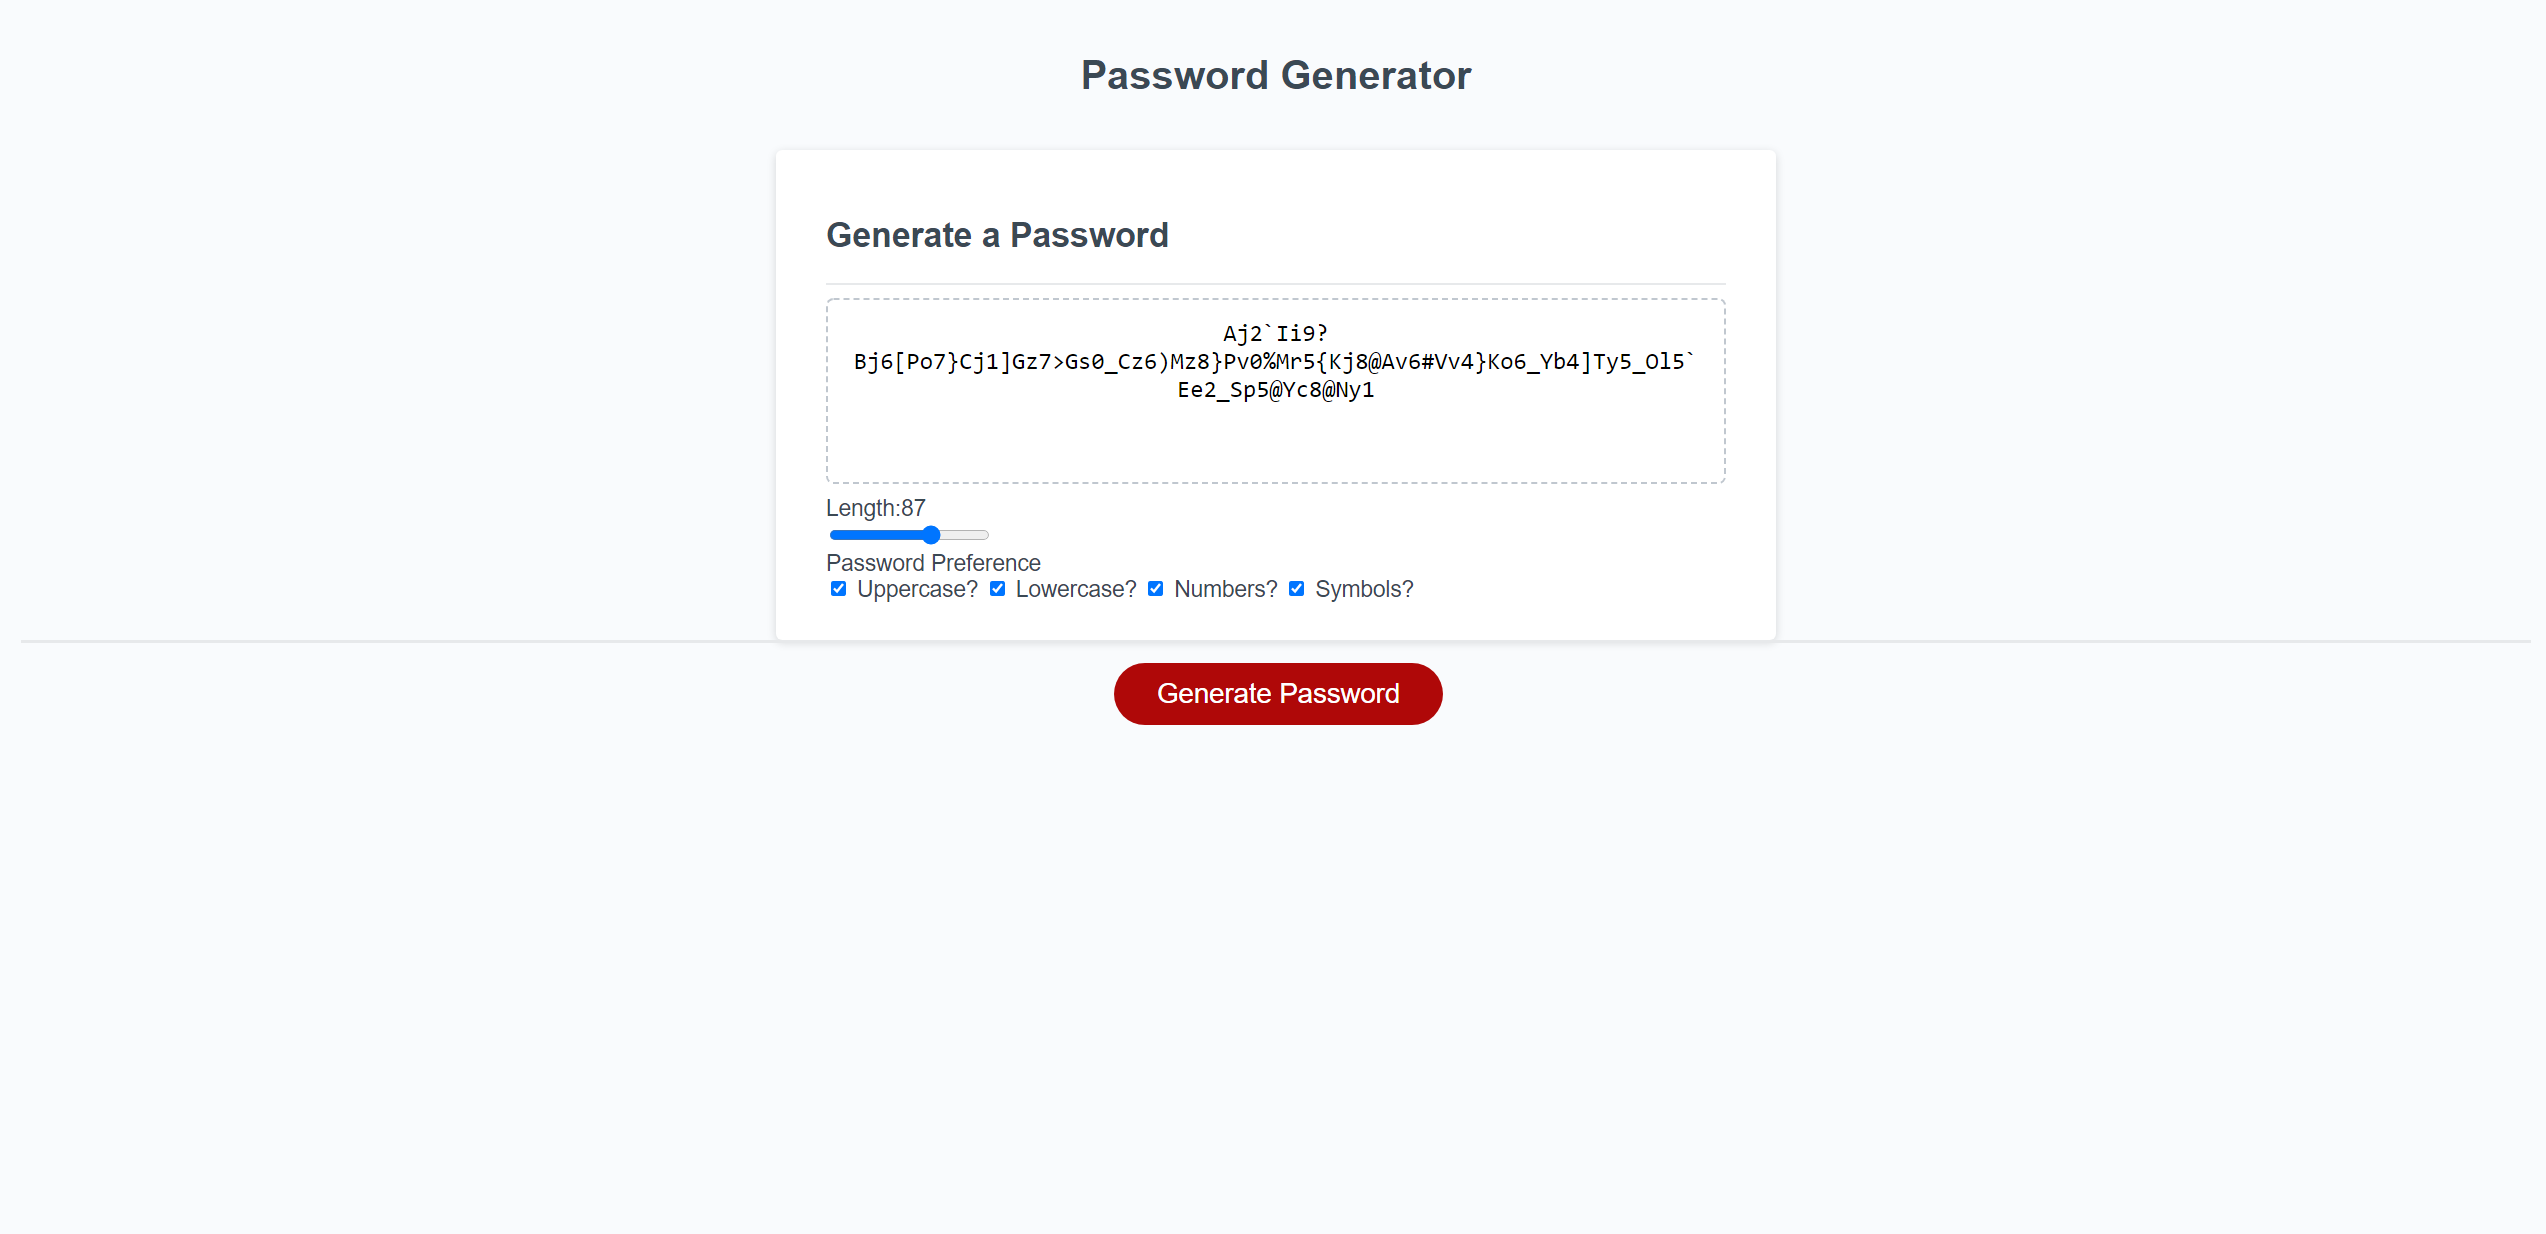 Password Generator
Generate a Password
Aj2`Ii9?
Bj6[Po7}Cj1]Gz7>Gs0_Cz6)Mz8}Pv0%Mr5{Kj8@Av6#Vv4}Ko6_Yb4]Ty5_Ol5`
Ee2_Sp5@Yc8@Ny1
Length:87
Password Preference
Uppercase? Lowercase? Numbers? Symbols?
Generate Password